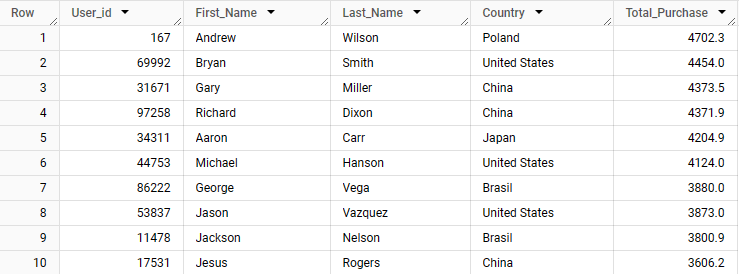 Row User_id First_Name Last_Name Country Total_Purchase
1 167 Andrew Wilson Poland 4702.3
2 69992 Bryan Smith United States 4454.0
3 31671 Gary Miller China 4373.5
4 97258 Richard Dixon China 4371.9
5 34311 Aaron Carr Japan 4204.9
6 44753 Michael Hanson United States 4124.0
7 86222 George Vega Brasil 3880.0
8 53837 Jason Vazquez United States 3873.0
9 11478 Jackson Nelson Brasil 3800.9
10 17531 Jesus Rogers China 3606.2